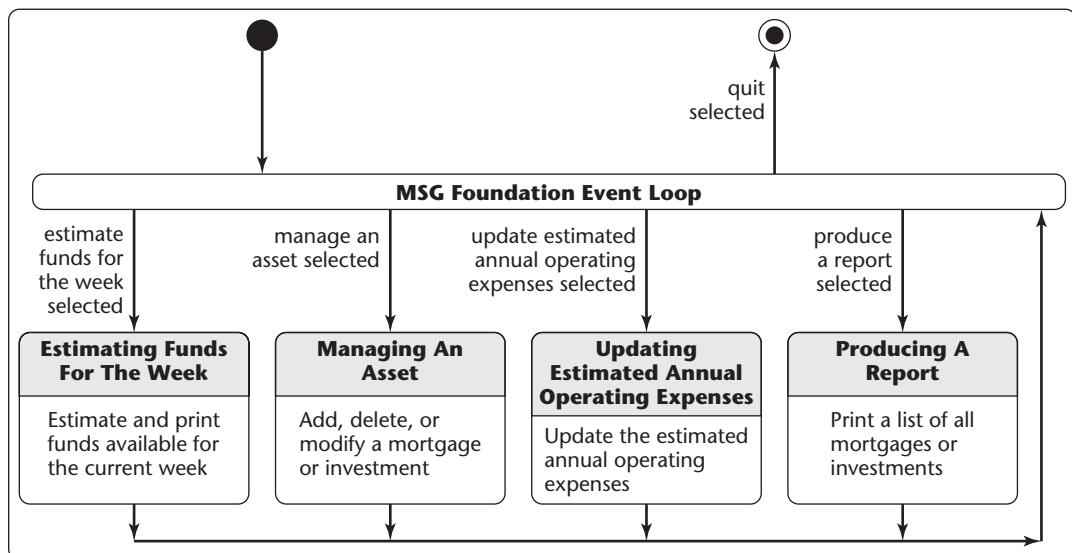 quit
selected
MSG Foundation Event Loop
estimate
funds for
the week
selected
manage an
asset selected
update estimated
annual operating
expenses selected
produce
a report
selected
Estimating Funds
For The Week
Estimate and print
funds available for
the current week
Managing An
Asset
Add, delete, or
modify a mortgage
or investment
Updating
Estimated Annual
Operating Expenses
Update the estimated
annual operating
expenses
Producing A
Report
Print a list of all
mortgages or
investments